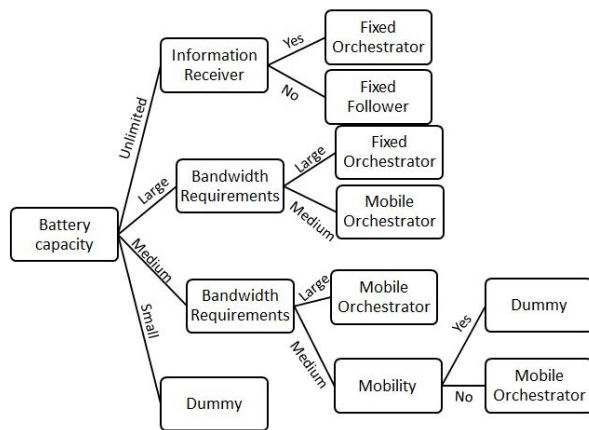 Information
Receiver
Yes
Fixed
Orchestrator
No
Fixed
Follower
Unlimited
Battery
capacity
Large
Bandwidth
Requirements
Large
Fixed
Orchestrator
Medium
Mobile
Orchestrator
Medium
Bandwidth
Requirements
Large
Mobile
Orchestrator
Medium
Mobility
Yes
Dummy
No
Mobile
Orchestrator
Small
Dummy